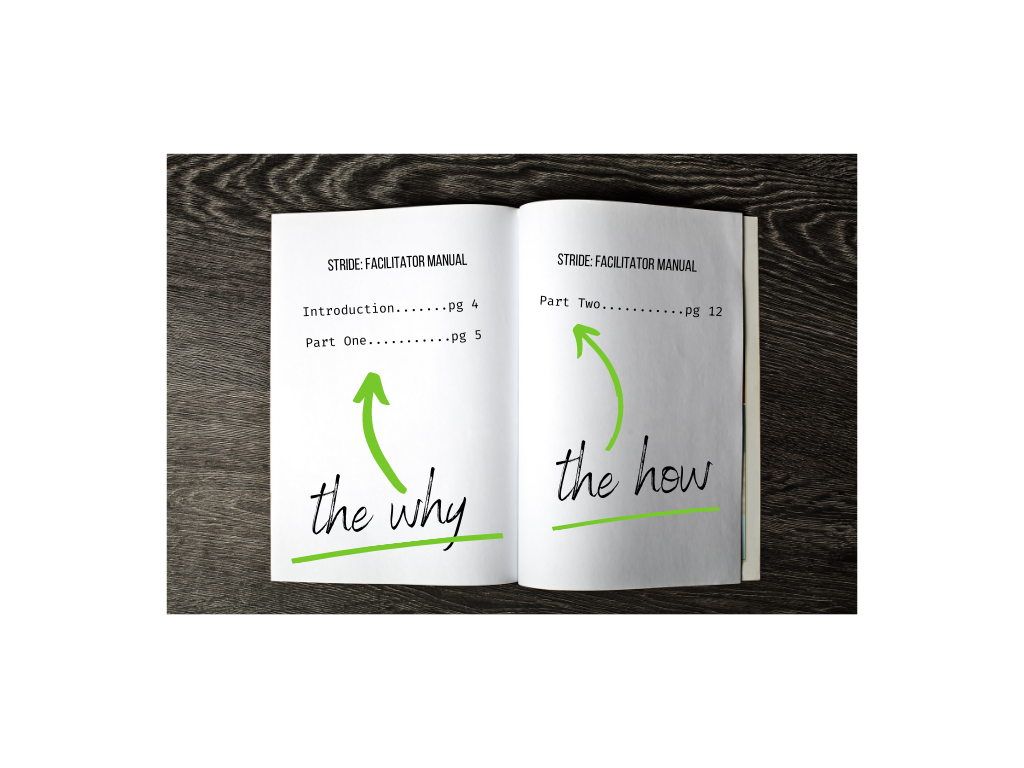 STRIDE: FACILITATOR MANUAL
Introduction.......pg 4
Part One...........pg 5
the why
STRIDE: FACILITATOR MANUAL
Part Two...........pg 12
the how